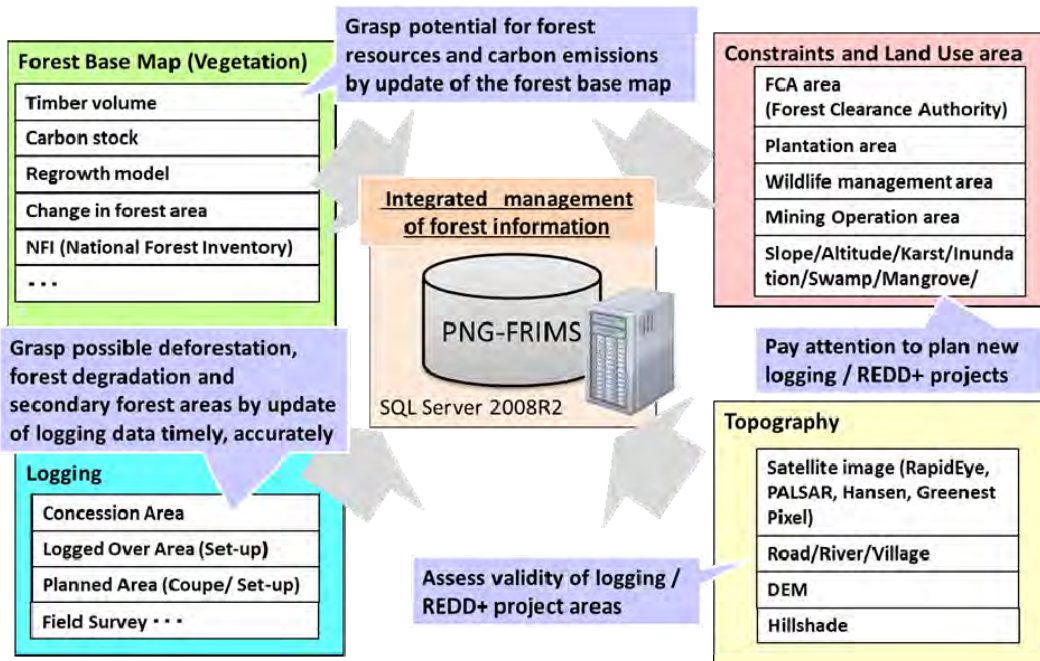 Grasp potential for forest
resources and carbon emissions
by update of the forest base map
Forest Base Map (Vegetation)
Timber volume
Carbon stock
Regrowth model
Change in forest area
NFI (National Forest Inventory)
・・・
Constraints and Land Use area
FCA area
(Forest Clearance Authority)
Plantation area
Wildlife management area
Mining Operation area
Slope/Altitude/Karst/Inunda
tion/Swamp/Mangrove/
Integrated management
of forest information
PNG-FRIMS
SQL Server 2008R2
Grasp possible deforestation,
forest degradation and
secondary forest areas by update
of logging data timely, accurately
Pay attention to plan new
logging / REDD+ projects
Logging
Concession Area
Logged Over Area (Set-up)
Planned Area (Coupe/ Set-up)
Field Survey ・・・
Assess validity of logging /
REDD+ project areas
Topography
Satellite image (RapidEye,
PALSAR, Hansen, Greenest
Pixel)
Road/River/Village
DEM
Hillshade